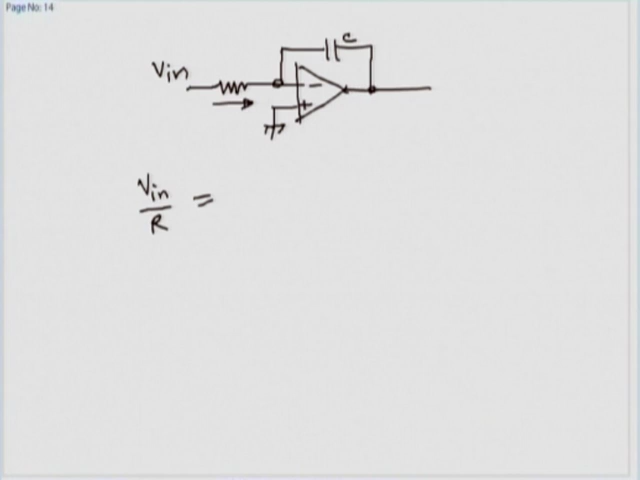 Page No: 14
C
Vin
-
+
Vin
— =
R